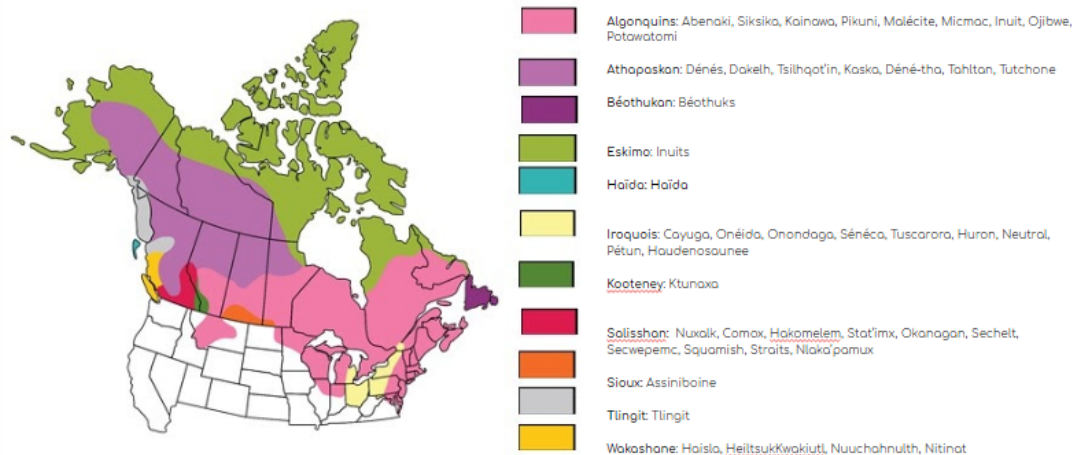 Algonquins: Abenaki, Siksika, Kainawa, Pikuni, Malécite, Micmac, Inuit, Ojibwe,
Potawatomi
Athapaskan: Dénés, Dakelh, Tsilhqot'in, Kaska, Déné-tha, Tahltan, Tutchone
Béothukan: Béothuks
Eskimo: Inuits
Haïda: Haïda
Iroquois: Cayuga, Onéida, Onondaga, Sénéca, Tuscarora, Huron, Neutral,
Pétun, Haudenosaunee
Kooteney: Ktunaxa
Salisshan: Nuxalk, Comox, Hakomelem, Stat'imx, Okanagan, Sechelt,
Secwepemc, Squamish, Straits, Nlaka'pamux
Sioux: Assiniboine
Tlingit: Tlingit
Wakashane: Haisla, HeiltsukKwakiutl, Nuuchahnulth, Nitinat